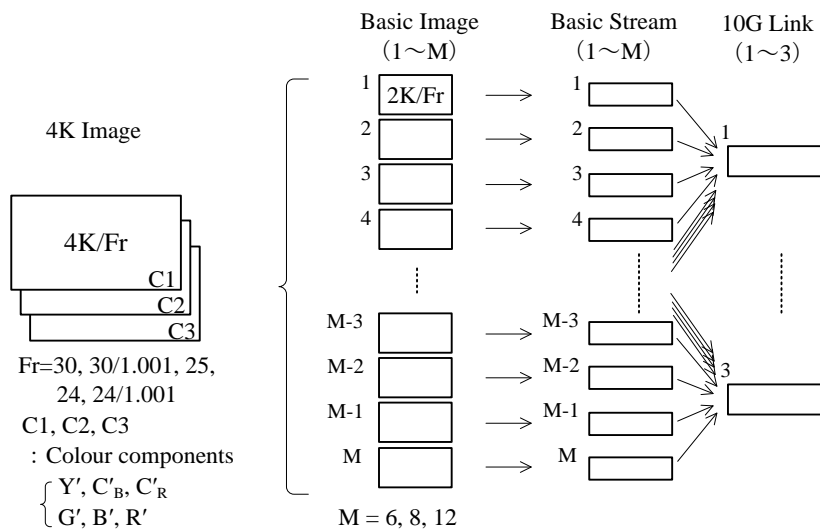 Basic Image
(1～M)
Basic Stream
(1～M)
10G Link
(1～3)
4K Image
4K/Fr
C1
C2
C3
Fr=30, 30/1.001, 25,
24, 24/1.001
C1, C2, C3
: Colour components
Y′, C′B, C′R
G′, B′, R′
1
2K/Fr
2
3
4
M-3
M-2
M-1
M
M = 6, 8, 12
1
2
3
4
M-3
M-2
M-1
M
1
3